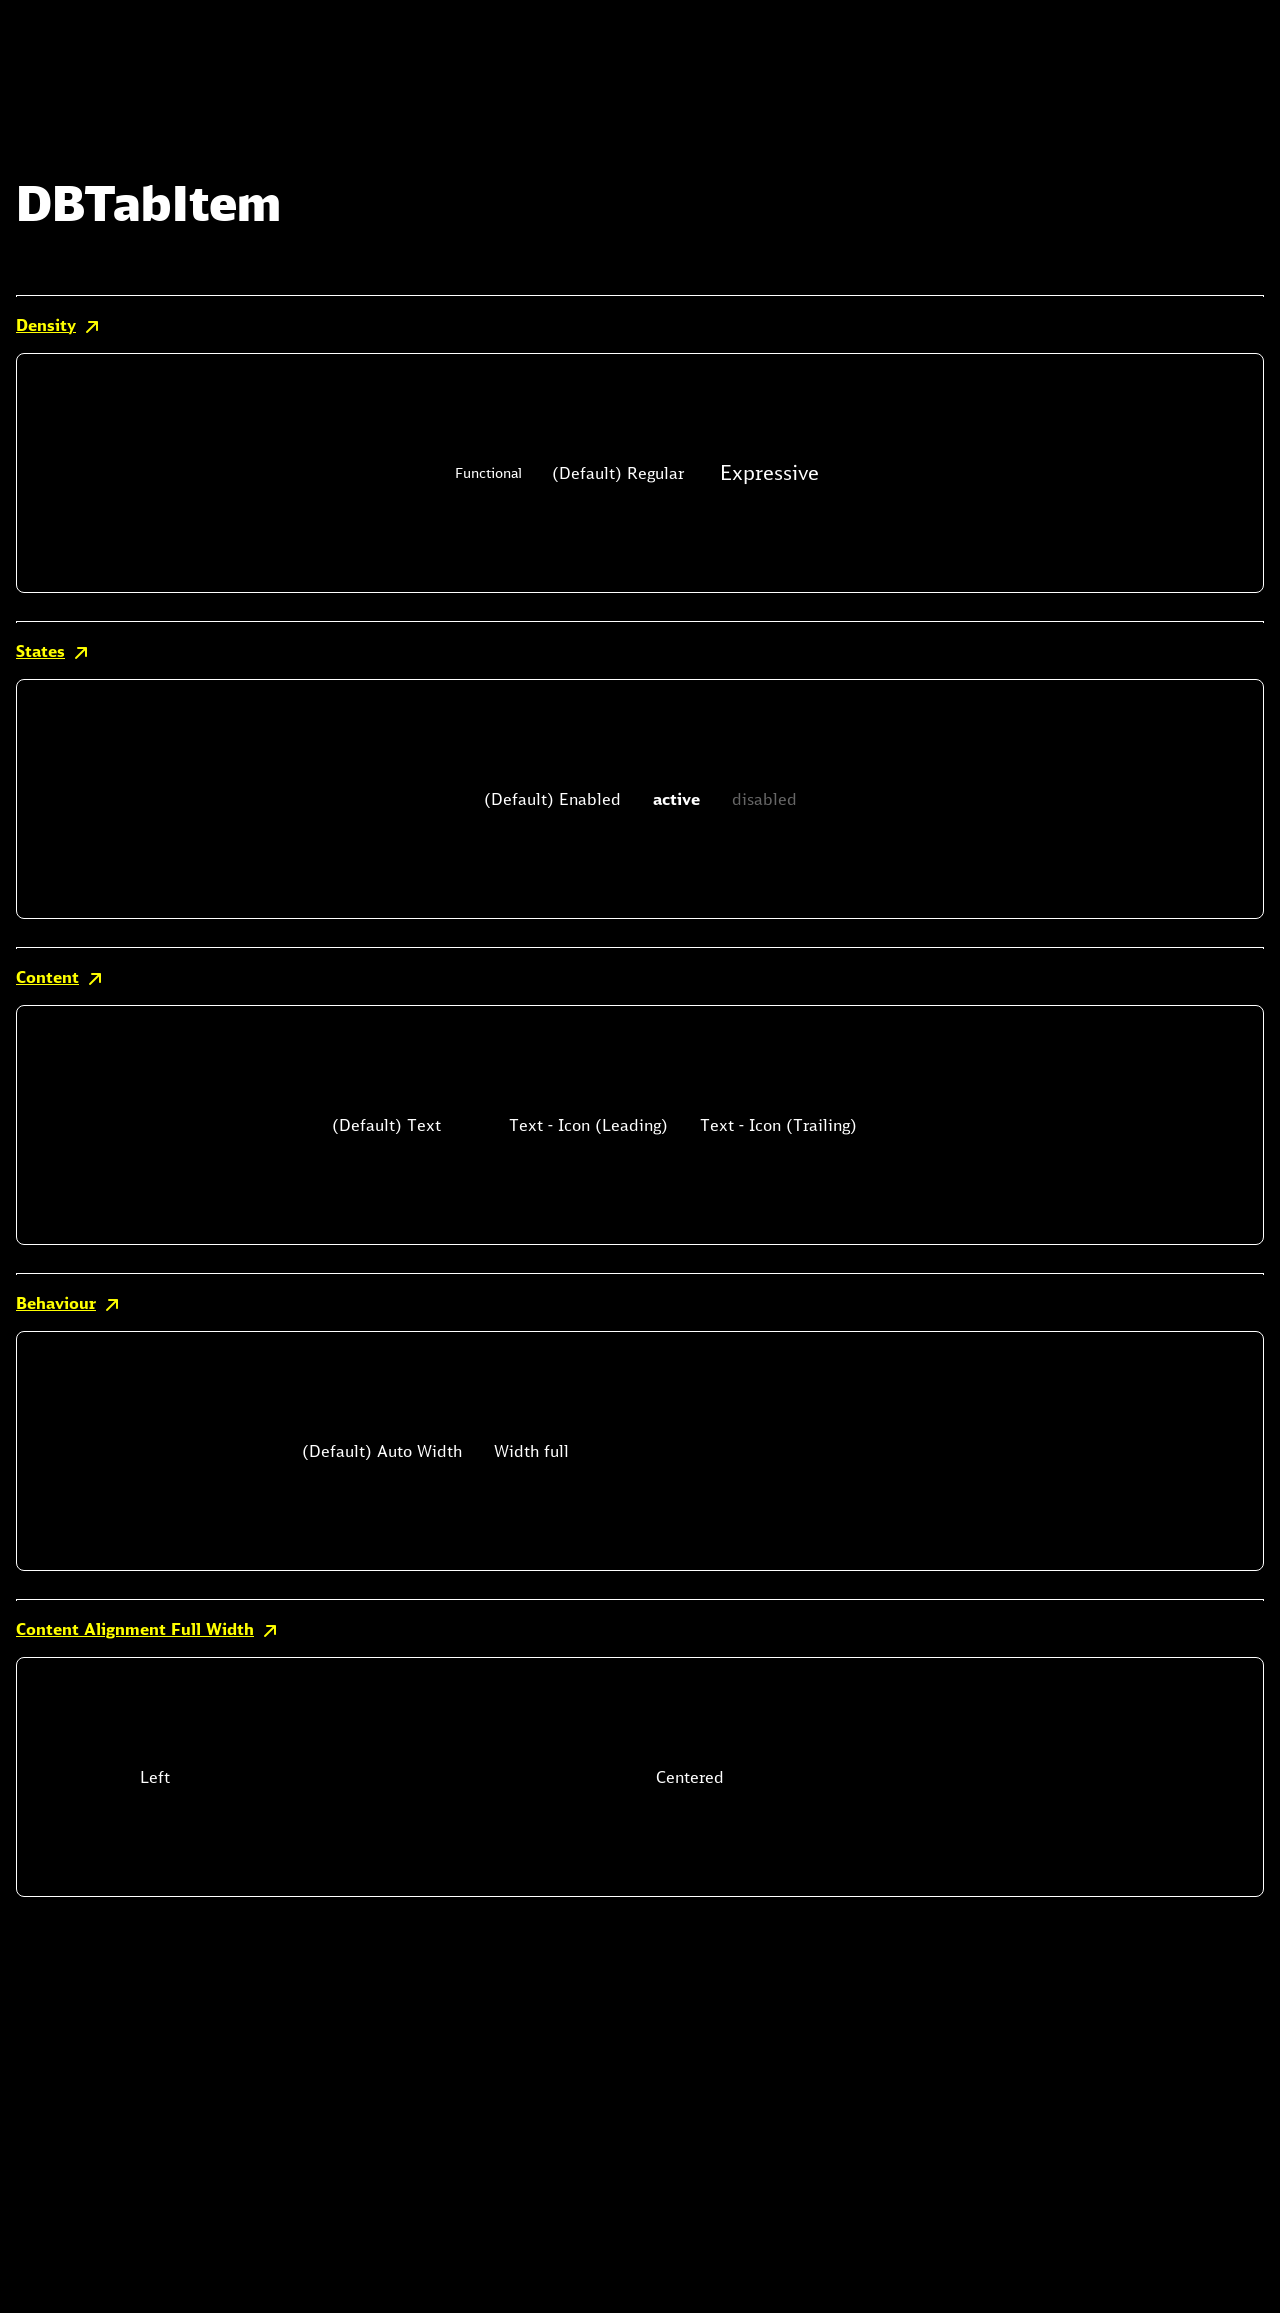 DBTabItem
Density
Functional (Default) Regular Expressive
States
(Default) Enabled active disabled
Content
(Default) Text Text - Icon (Leading) Text - Icon (Trailing)
Behaviour
(Default) Auto Width Width full
Content Alignment Full Width
Left Centered